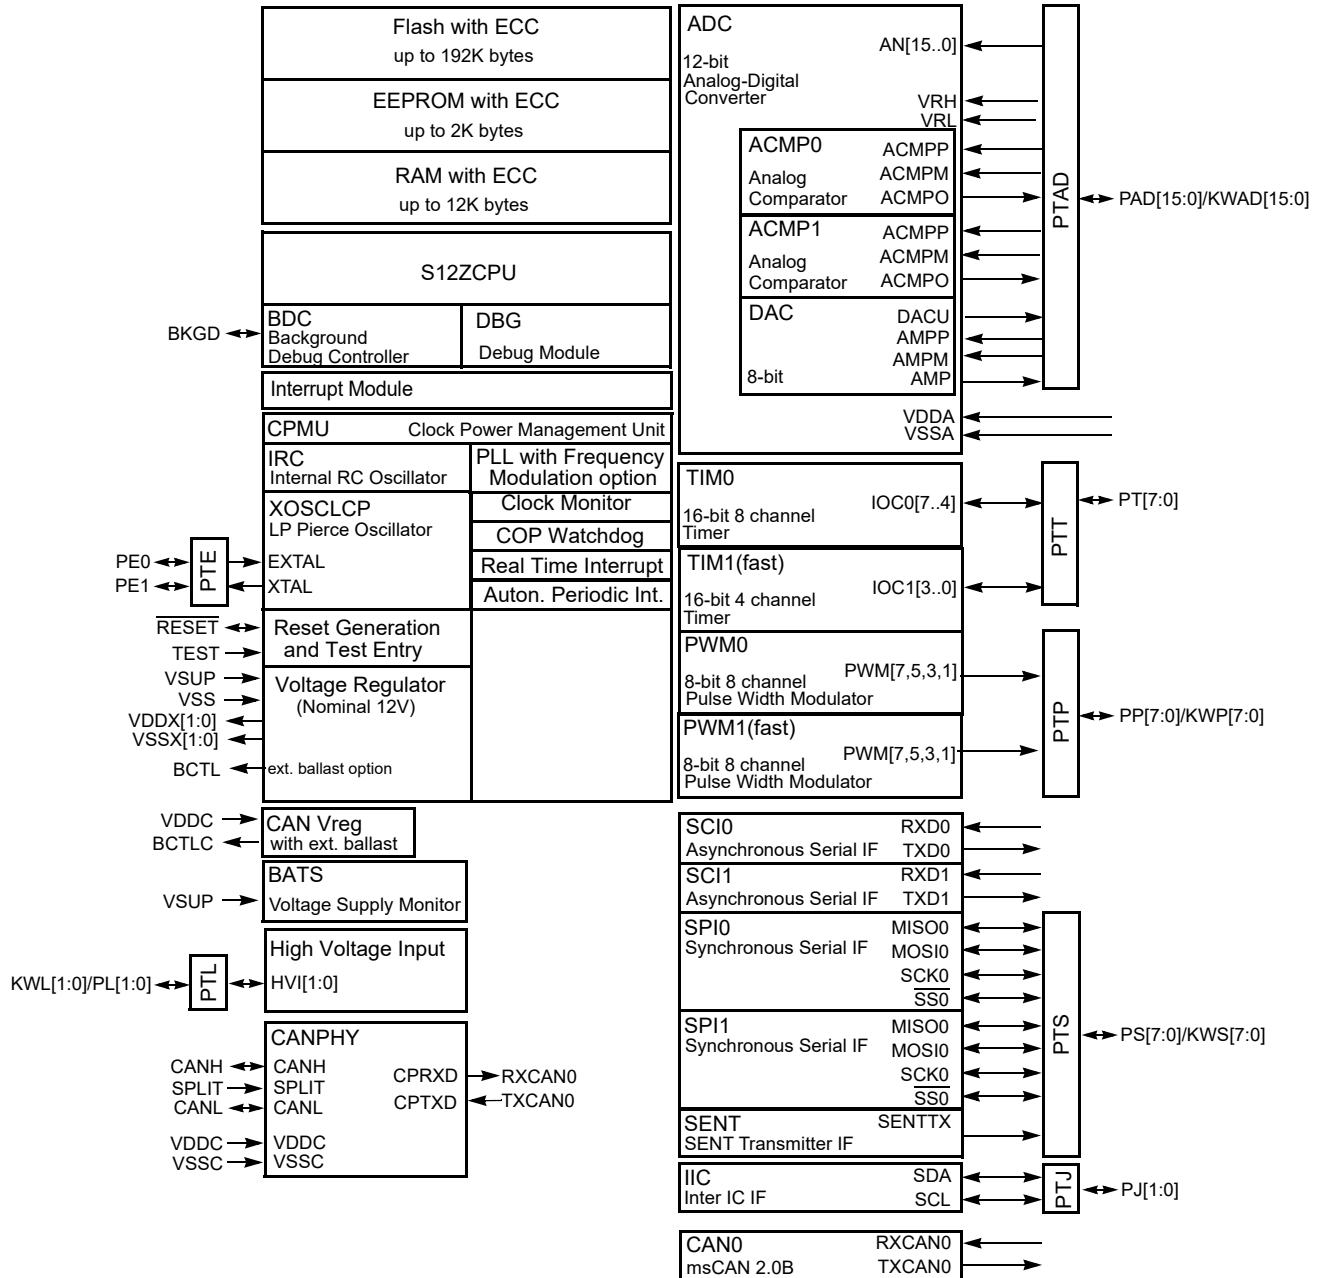 Flash with ECC
up to 192K bytes
EEPROM with ECC
up to 2K bytes
RAM with ECC
up to 12K bytes
S12ZCPU
BKGD
BDC
Background
Debug Controller
DBG
Debug Module
Interrupt Module
CPMU
Clock Power Management Unit
IRC
Internal RC Oscillator
PLL with Frequency
Modulation option
XOSCLCP
LP Pierce Oscillator
Clock Monitor
COP Watchdog
Real Time Interrupt
Auton. Periodic Int.
PE0
PE1
PTE
EXTAL
XTAL
RESET
TEST
Reset Generation
and Test Entry
VSUP
VSS
VDDX[1:0]
VSSX[1:0]
BCTL
Voltage Regulator
(Nominal 12V)
ext. ballast option
VDDC
BCTLC
CAN Vreg
with ext. ballast
VSUP
BATS
Voltage Supply Monitor
KWL[1:0]/PL[1:0]
PTL
High Voltage Input
HVI[1:0]
CANPHY
CANH
CANH
SPLIT
SPLIT
CANL
CANL
VDDC
VDDC
VSSC
VSSC
CPRXD
RXCAN0
CPTXD
TXCAN0
ADC
12-bit
Analog-Digital
Converter
AN[15..0]
VRH
VRL
ACMP0
Analog
Comparator
ACMPP
ACMPM
ACMPO
ACMP1
Analog
Comparator
ACMPP
ACMPM
ACMPO
DAC
8-bit
DACU
AMPP
AMPM
AMP
VDDA
VSSA
PTAD
PAD[15:0]/KWAD[15:0]
TIM0
16-bit 8 channel
Timer
IOC0[7..4]
TIM1(fast)
16-bit 4 channel
Timer
IOC1[3..0]
PTT
PT[7:0]
PWM0
8-bit 8 channel
Pulse Width Modulator
PWM[7,5,3,1]
PWM1(fast)
8-bit 8 channel
Pulse Width Modulator
PWM[7,5,3,1]
PTP
PP[7:0]/KWP[7:0]
SCI0
Asynchronous Serial IF
RXD0
TXD0
SCI1
Asynchronous Serial IF
RXD1
TXD1
SPI0
Synchronous Serial IF
MISO0
MOSI0
SCK0
SS0
SPI1
Synchronous Serial IF
MISO0
MOSI0
SCK0
SS0
SENT
SENT Transmitter IF
SENTTX
PTS
PS[7:0]/KWS[7:0]
IIC
Inter IC IF
SDA
SCL
PTJ
PJ[1:0]
CAN0
msCAN 2.0B
RXCAN0
TXCAN0